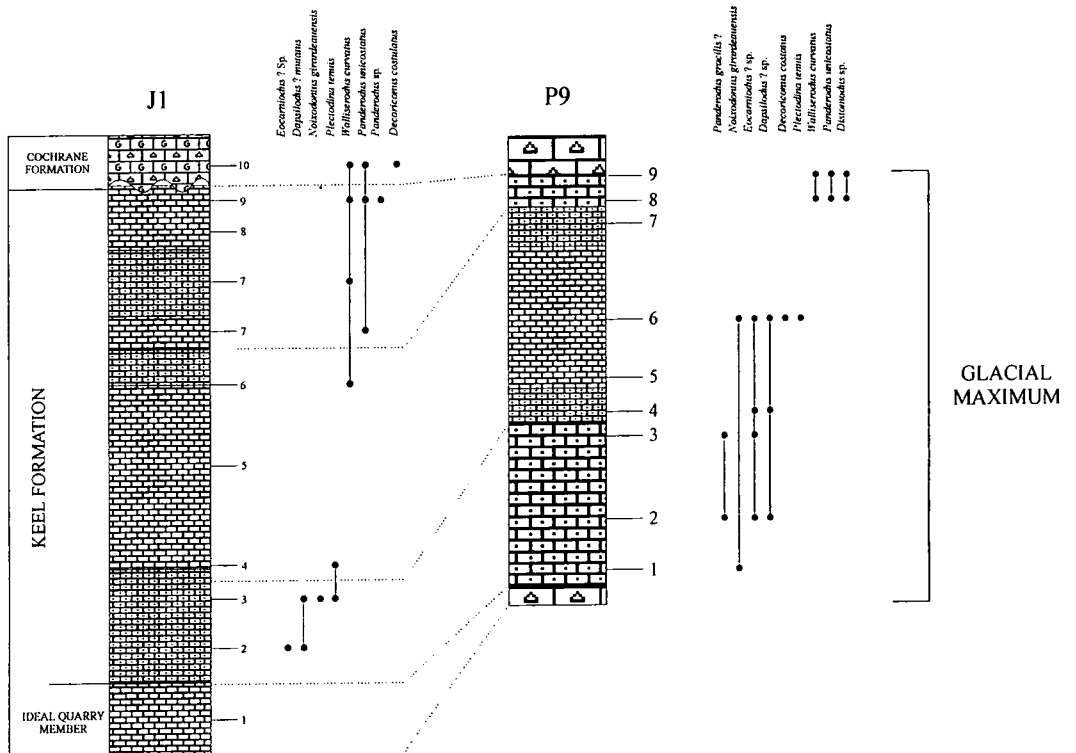 J1
Eocarniodus ? Sp.
Dapsilodus ? mutatus
Noixodontus girardeauensis
Plectodina tenuis
Walliserodus curvatus
Panderodus unicostatus
Panderodus sp.
Decoriconus costulatus
COCHRANE
FORMATION
KEEL FORMATION
IDEAL QUARRY
MEMBER
10
9
8
7
7
6
5
4
3
2
1
P9
Panderodus gracilis ?
Noixodontus girardeauensis
Eocarniodus ? sp.
Dapsilodus ? sp.
Decoriconus costatus
Plectodina tenuis
Walliserodus curvatus
Panderodus unicostatus
Distomodus sp.
9
8
7
6
5
4
3
2
1
GLACIAL
MAXIMUM
G G G
G G G G
G G G